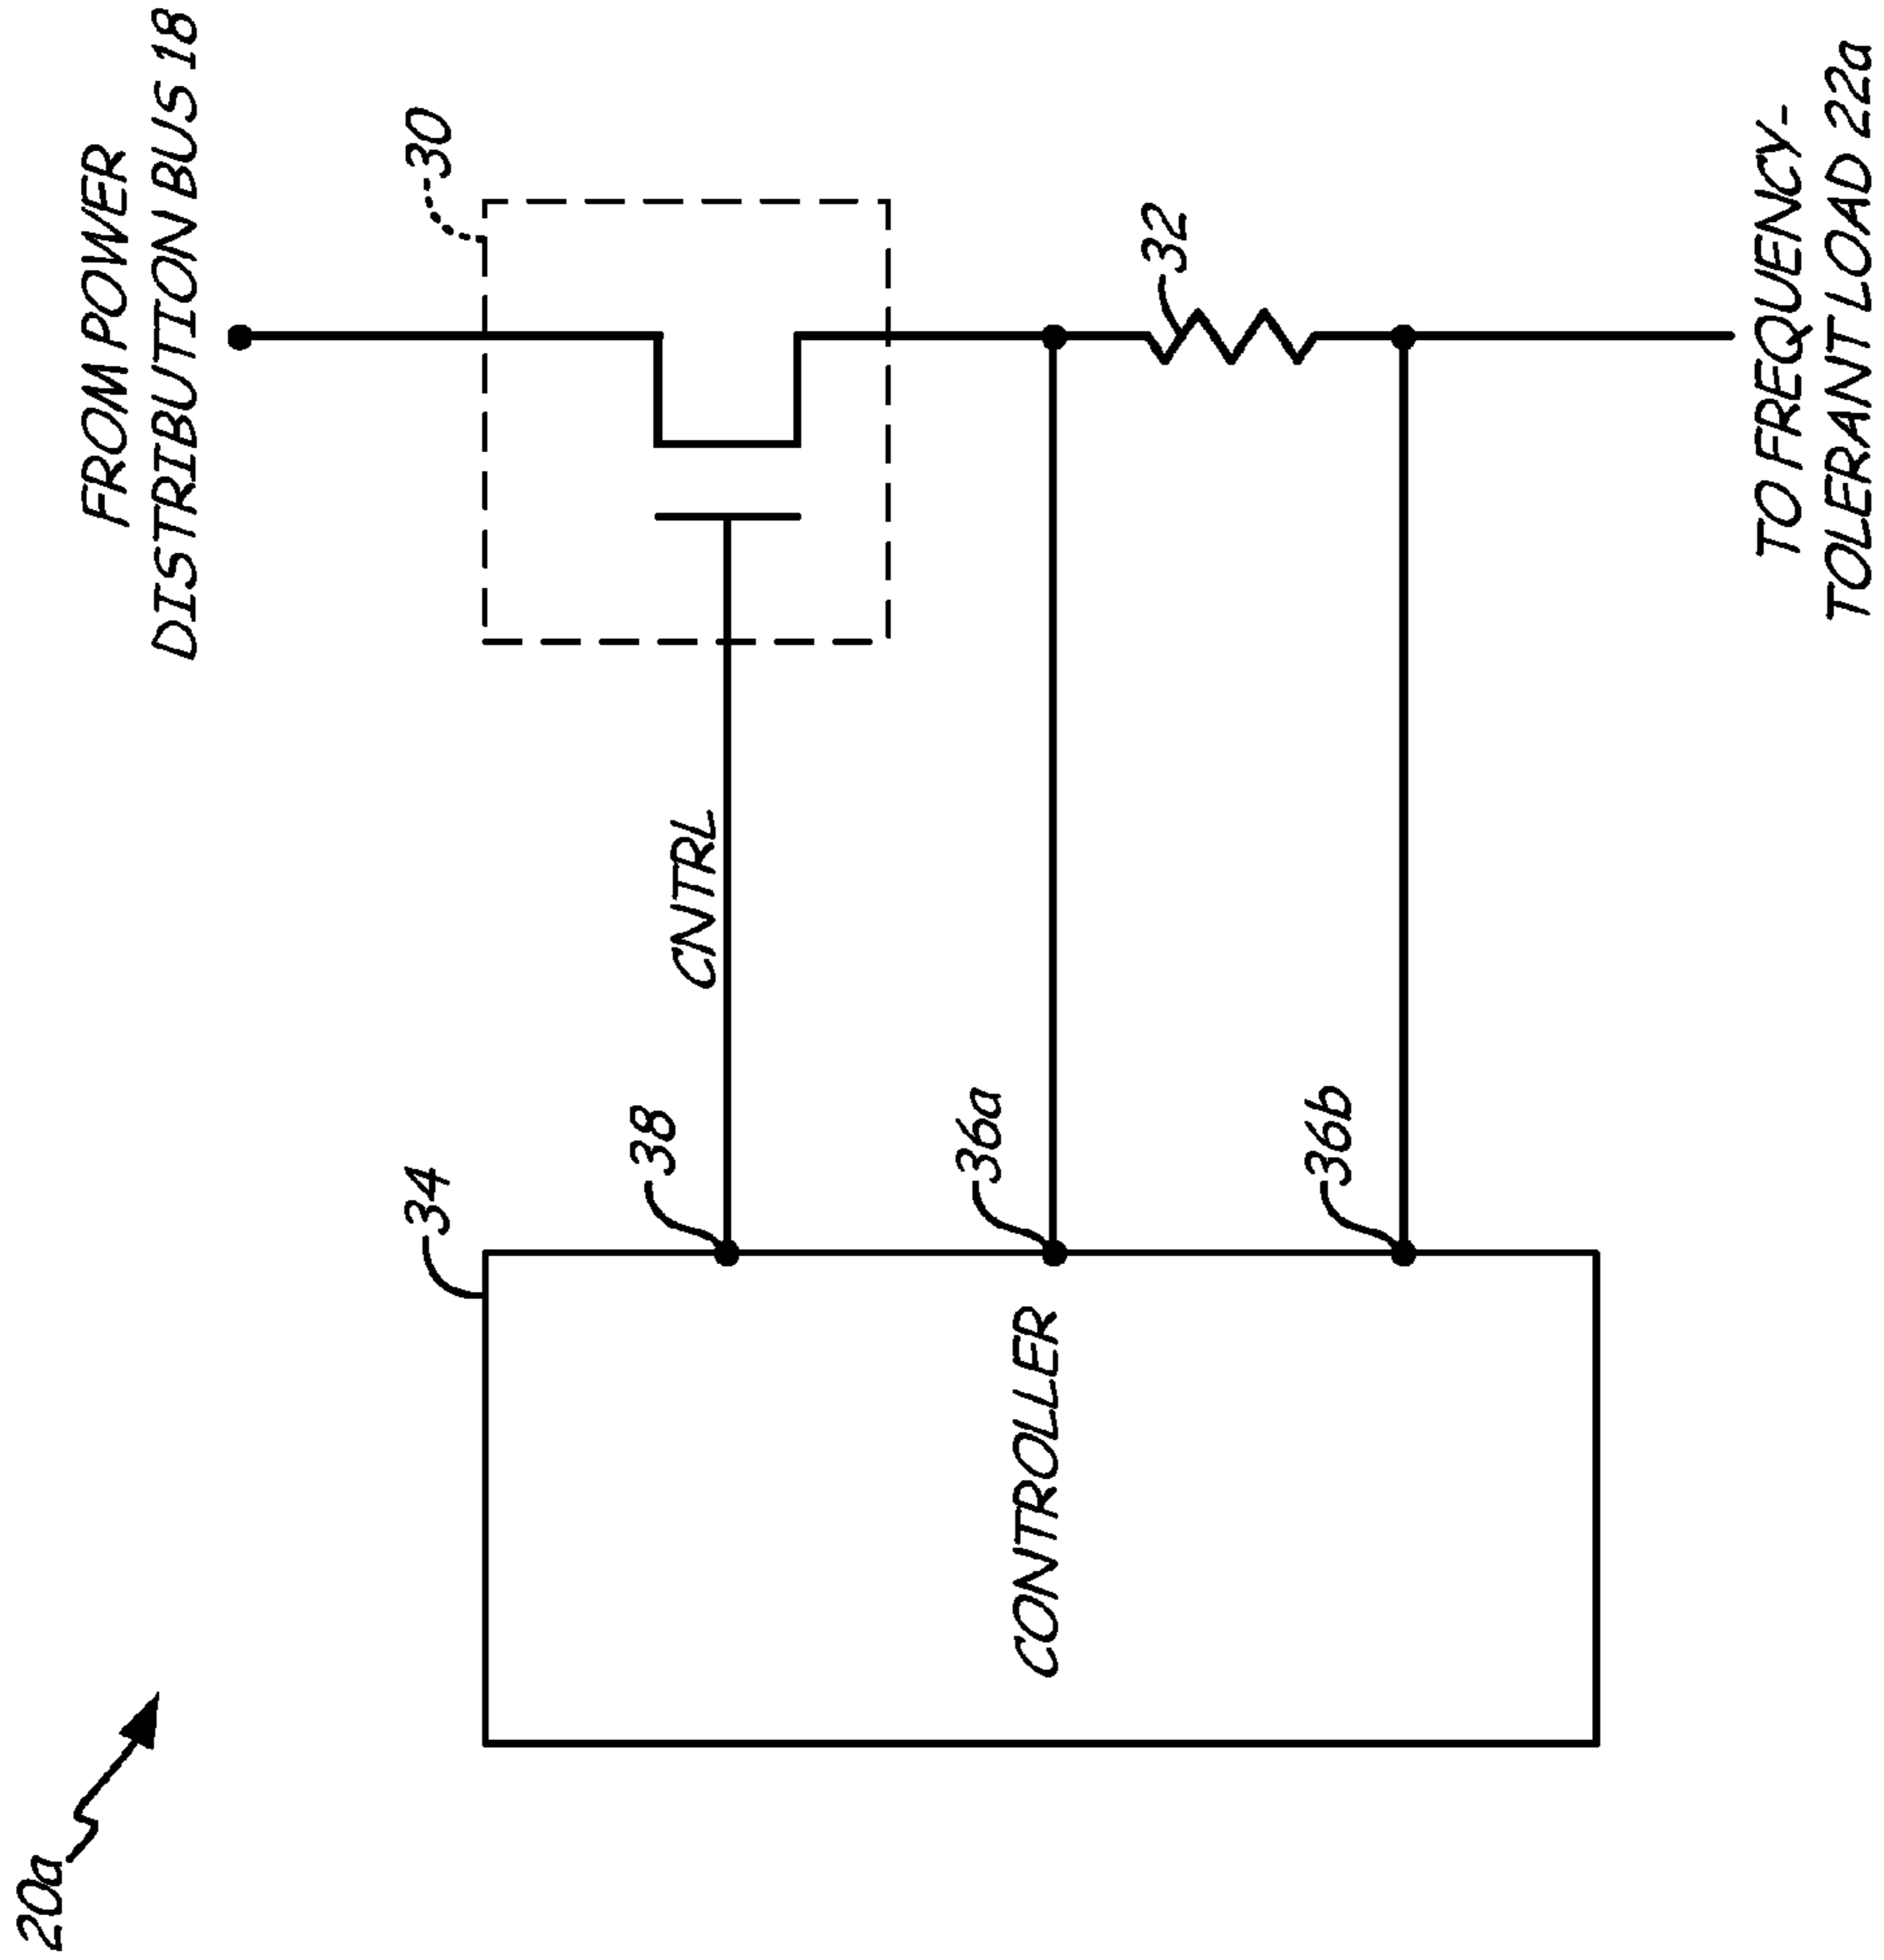 20a
34
CONTROLLER
38
36a
36b
CNTRL
30
32
FROM POWER
DISTRIBUTION BUS 18
TO FREQUENCY-
TOLERANT LOAD 22a